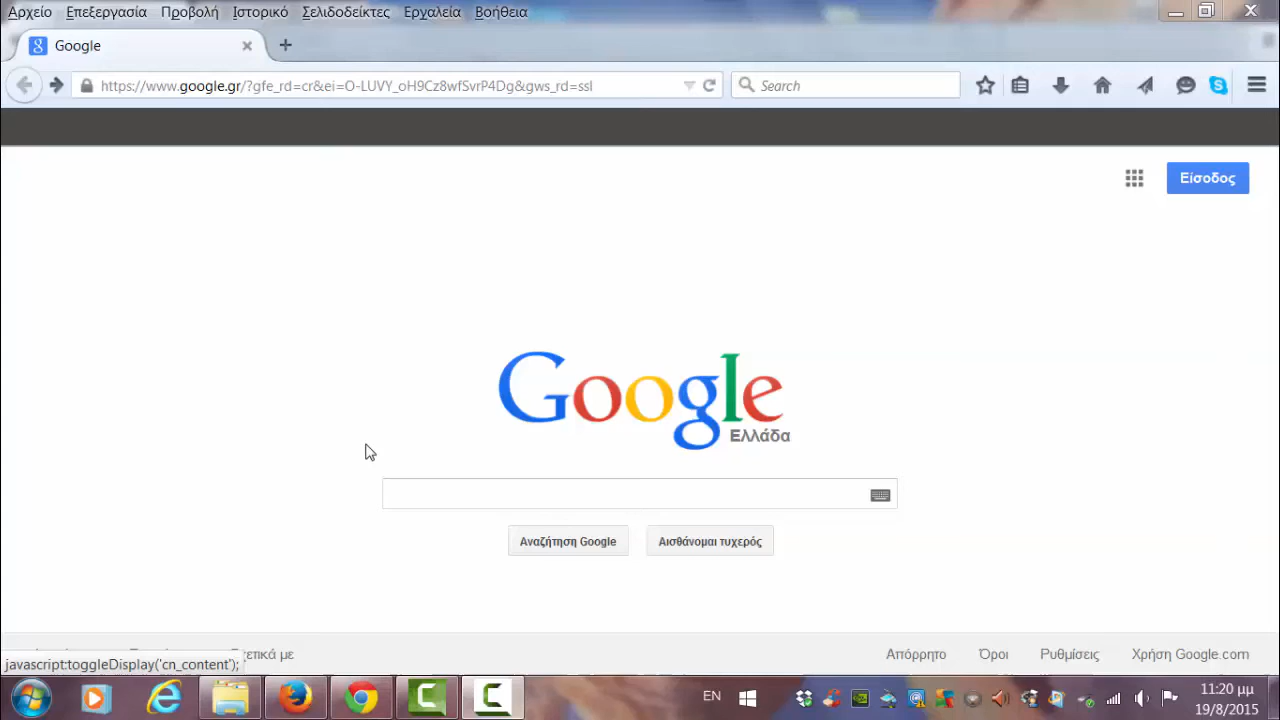 Αρχείο Επεξεργασία Προβολή Ιστορικό Σελιδοδείκτες Εργαλεία Βοήθεια
Google
https://www.google.gr/?gfe_rd=cr&ei=O-LUVY_oH9Cz8wfSvrP4Dg&gws_rd=ssl
Search
Είσοδος
Google
Ελλάδα
Αναζήτηση Google
Αισθάνομαι τυχερός
Απόρρητο Όροι Ρυθμίσεις Χρήση Google.com
javascript:toggleDisplay('cn_content');
EN
11:20 μμ
19/8/2015